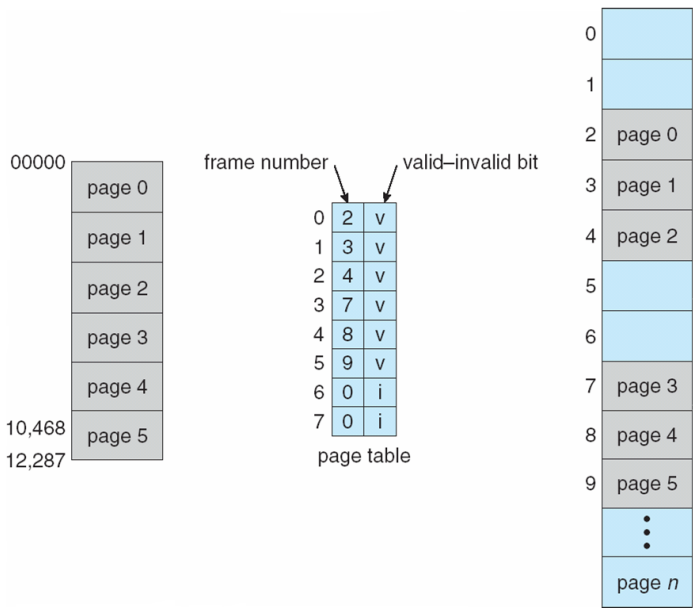 00000
page 0
page 1
page 2
page 3
page 4
10,468
page 5
12,287
frame number
valid–invalid bit
0 2 v
1 3 v
2 4 v
3 7 v
4 8 v
5 9 v
6 0 i
7 0 i
page table
0
1
2 page 0
3 page 1
4 page 2
5
6
7 page 3
8 page 4
9 page 5
page n